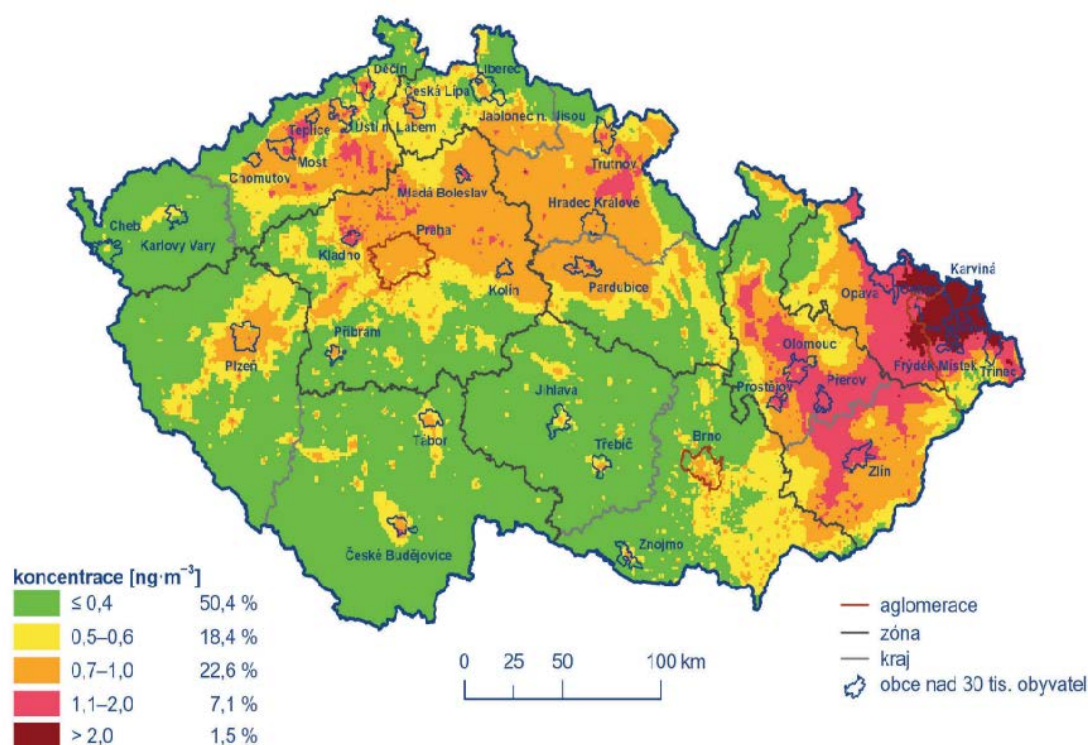 Děčín
Liberec
Česká Lípa
Jablonec n. Nisou
Teplice
Ústí n. Labem
Most
Chomutov
Trutnov
Mladá Boleslav
Hradec Králové
Cheb
Karlovy Vary
Praha
Kladno
Kolín
Pardubice
Karviná
Opava
Plzeň
Příbram
Olomouc
Frýdek-Místek
Třinec
Prostějov
Přerov
Jihlava
Tábor
Třebíč
Brno
Zlín
České Budějovice
Znojmo
koncentrace [ng·m⁻³]
≤ 0,4 50,4 %
0,5–0,6 18,4 %
0,7–1,0 22,6 %
1,1–2,0 7,1 %
> 2,0 1,5 %
0 25 50 100 km
aglomerace
zóna
kraj
obce nad 30 tis. obyvatel